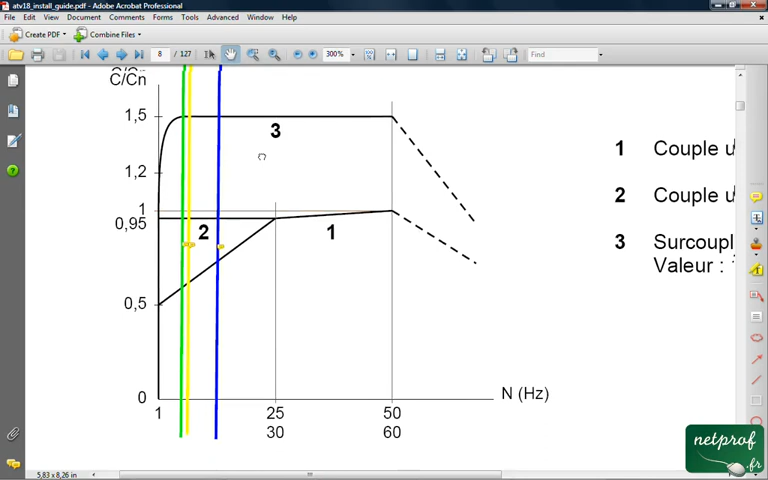 atv18_install_guide.pdf - Adobe Acrobat Professional
File Edit View Document Comments Forms Tools Advanced Window Help
Create PDF Combine Files
8 / 127 300% Find
C/Cn
1,5
3
1 Couple u
1,2
2 Couple u
1
0,95
2 1
3 Surcoupl
Valeur :
0,5
0
N (Hz)
1 25 50
30 60
netprof
.fr
5,83 x 8,26 in